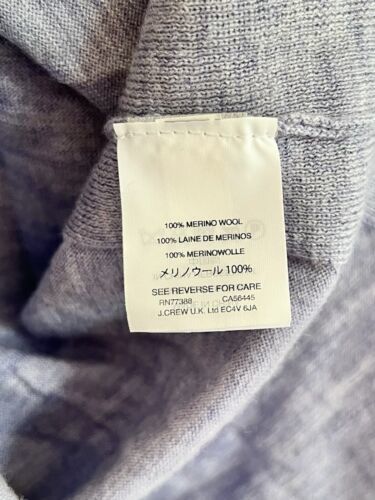 100% MERINO WOOL
100% LAINE DE MERINOS
100% MERINOWOLLE
メリノウール 100%
SEE REVERSE FOR CARE
RN77388 CA56445
J.CREW U.K. Ltd EC4V 6JA